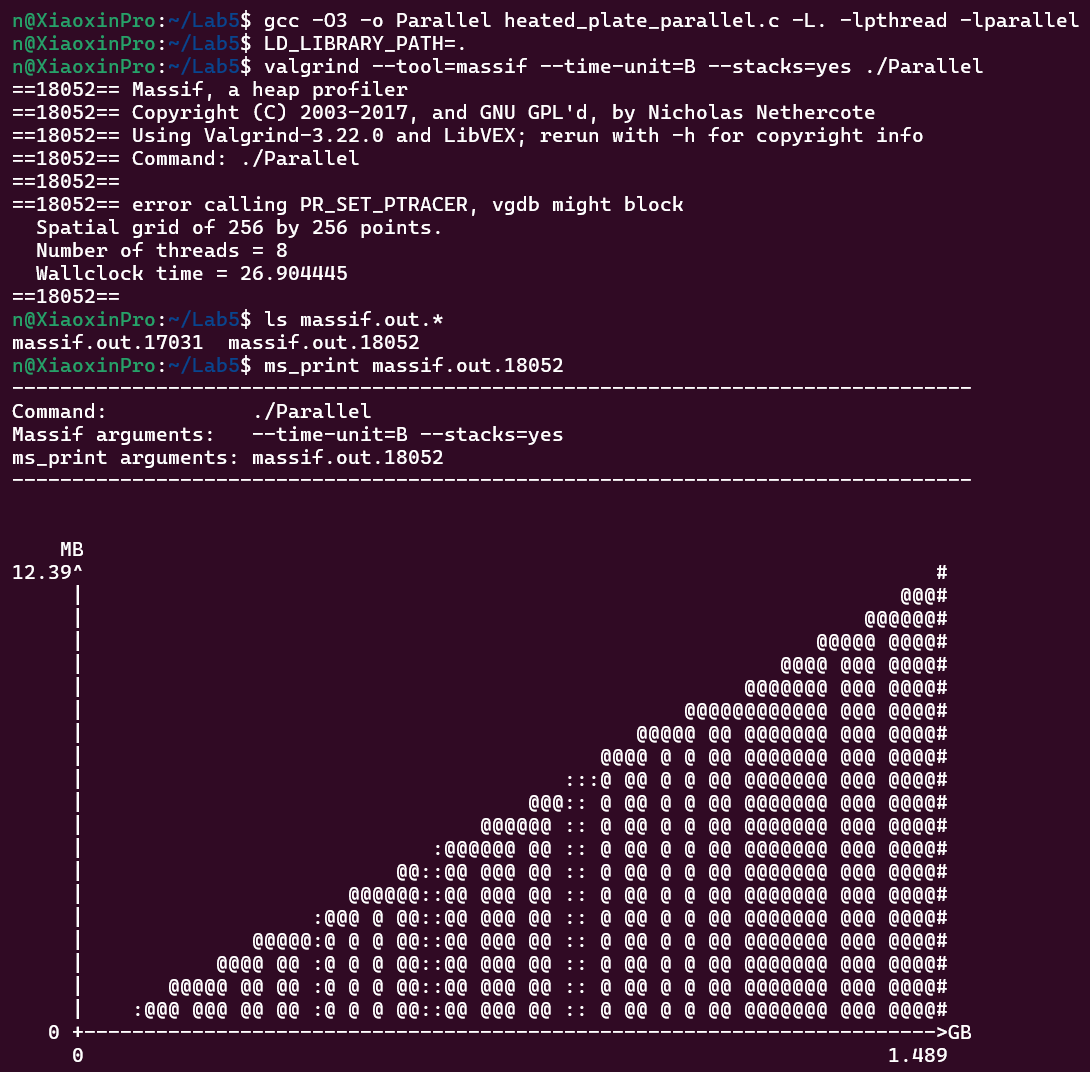 n@XiaoxinPro:~/Lab5$ gcc -O3 -o Parallel heated_plate_parallel.c -L. -lpthread -lparallel
n@XiaoxinPro:~/Lab5$ LD_LIBRARY_PATH=.
n@XiaoxinPro:~/Lab5$ valgrind --tool=massif --time-unit=B --stacks=yes ./Parallel
==18052== Massif, a heap profiler
==18052== Copyright (C) 2003-2017, and GNU GPL'd, by Nicholas Nethercote
==18052== Using Valgrind-3.22.0 and LibVEX; rerun with -h for copyright info
==18052== Command: ./Parallel
==18052==
==18052== error calling PR_SET_PTRACER, vgdb might block
  Spatial grid of 256 by 256 points.
  Number of threads = 8
  Wallclock time = 26.904445
==18052==
n@XiaoxinPro:~/Lab5$ ls massif.out.*
massif.out.17031  massif.out.18052
n@XiaoxinPro:~/Lab5$ ms_print massif.out.18052
--------------------------------------------------------------------------------
Command:            ./Parallel
Massif arguments:   --time-unit=B --stacks=yes
ms_print arguments: massif.out.18052
--------------------------------------------------------------------------------


    MB
12.39^                                                                       #
     |                                                                    @@@#
     |                                                                 @@@@@@#
     |                                                             @@@@@ @@@@#
     |                                                          @@@@ @@@ @@@@#
     |                                                       @@@@@@@ @@@ @@@@#
     |                                                  @@@@@@@@@@@@ @@@ @@@@#
     |                                              @@@@@ @@ @@@@@@@ @@@ @@@@#
     |                                           @@@@ @ @ @@ @@@@@@@ @@@ @@@@#
     |                                        :::@ @@ @ @ @@ @@@@@@@ @@@ @@@@#
     |                                     @@@:: @ @@ @ @ @@ @@@@@@@ @@@ @@@@#
     |                                 @@@@@@ :: @ @@ @ @ @@ @@@@@@@ @@@ @@@@#
     |                             :@@@@@@ @@ :: @ @@ @ @ @@ @@@@@@@ @@@ @@@@#
     |                          @@::@@ @@@ @@ :: @ @@ @ @ @@ @@@@@@@ @@@ @@@@#
     |                      @@@@@@::@@ @@@ @@ :: @ @@ @ @ @@ @@@@@@@ @@@ @@@@#
     |                   :@@@ @ @@::@@ @@@ @@ :: @ @@ @ @ @@ @@@@@@@ @@@ @@@@#
     |              @@@@@:@ @ @ @@::@@ @@@ @@ :: @ @@ @ @ @@ @@@@@@@ @@@ @@@@#
     |           @@@@ @@ :@ @ @ @@::@@ @@@ @@ :: @ @@ @ @ @@ @@@@@@@ @@@ @@@@#
     |       @@@@@ @@ @@ :@ @ @ @@::@@ @@@ @@ :: @ @@ @ @ @@ @@@@@@@ @@@ @@@@#
     |    :@@@ @@@ @@ @@ :@ @ @ @@::@@ @@@ @@ :: @ @@ @ @ @@ @@@@@@@ @@@ @@@@#
   0 +----------------------------------------------------------------------->GB
     0                                                                   1.489